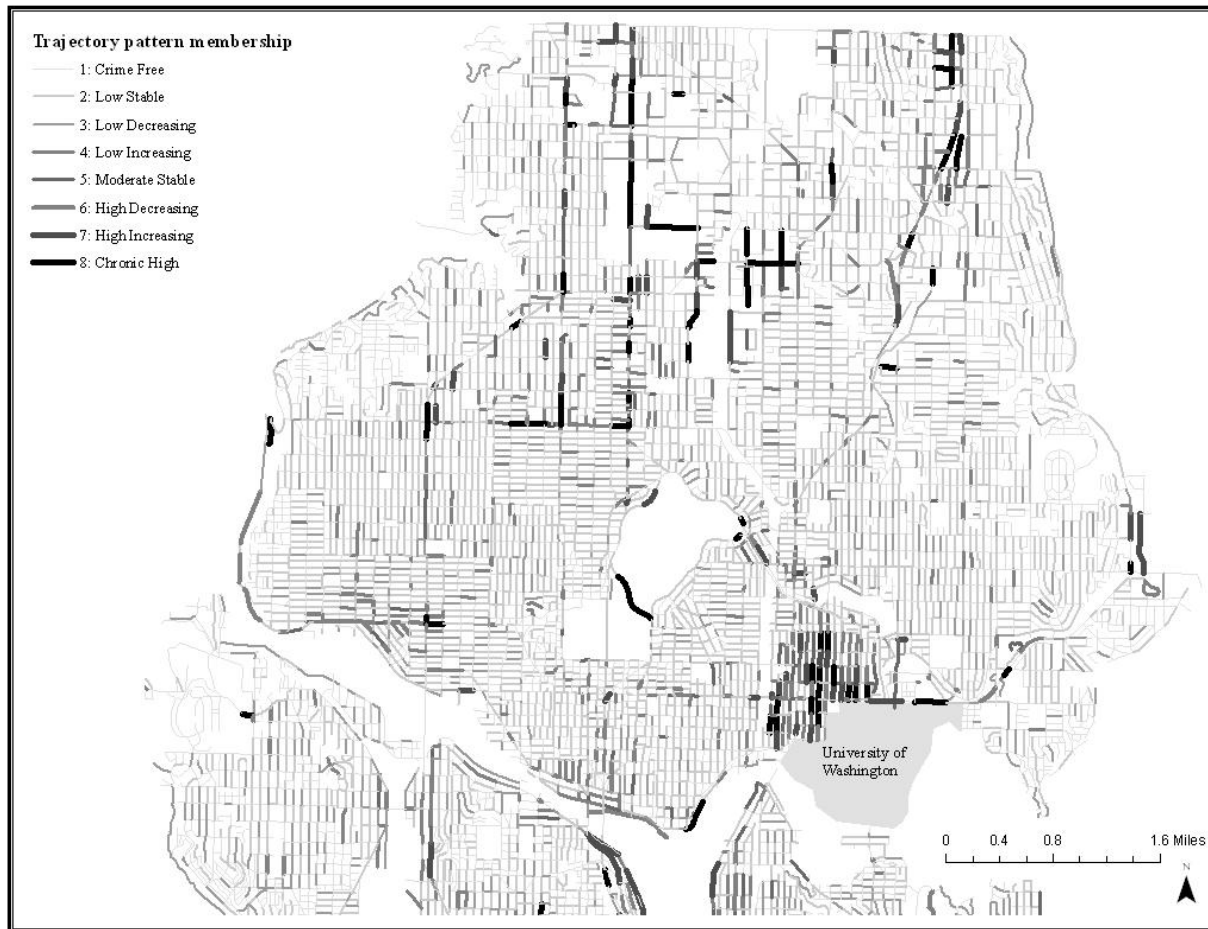 Trajectory pattern membership
1: Crime Free
2: Low Stable
3: Low Decreasing
4: Low Increasing
5: Moderate Stable
6: High Decreasing
7: High Increasing
8: Chronic High
University of
Washington
0 0.4 0.8 1.6 Miles
N